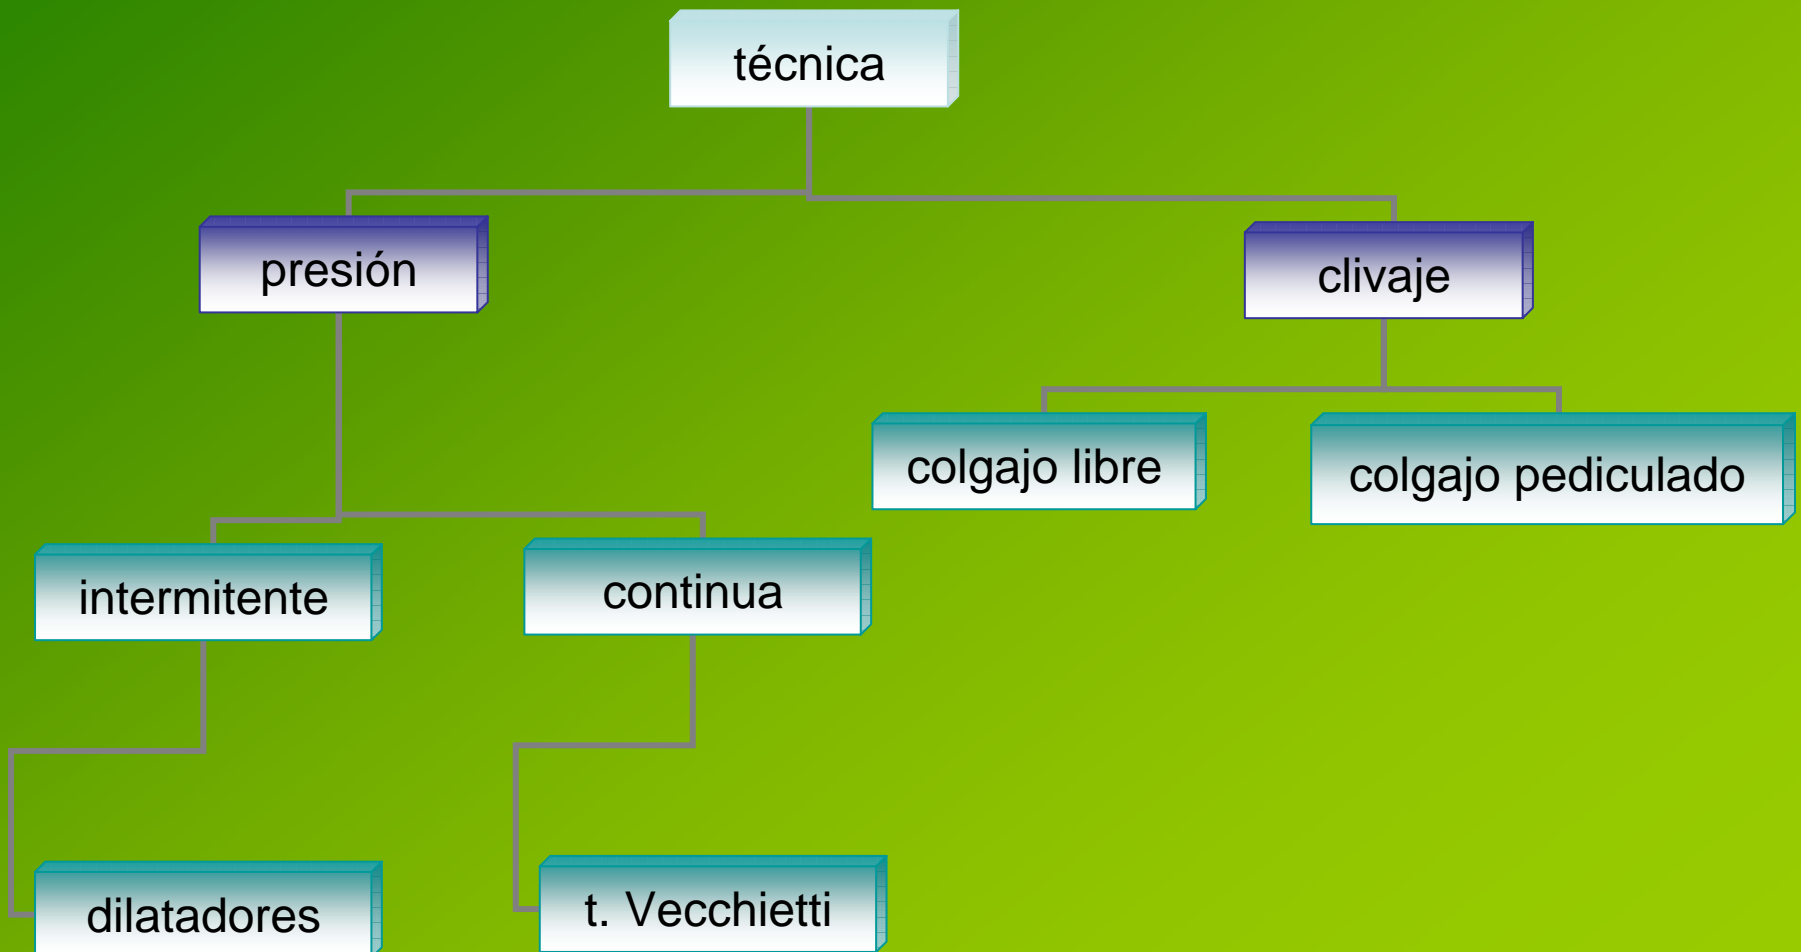 técnica
presión
clivaje
colgajo libre
colgajo pediculado
intermitente
continua
dilatadores
t. Vecchietti